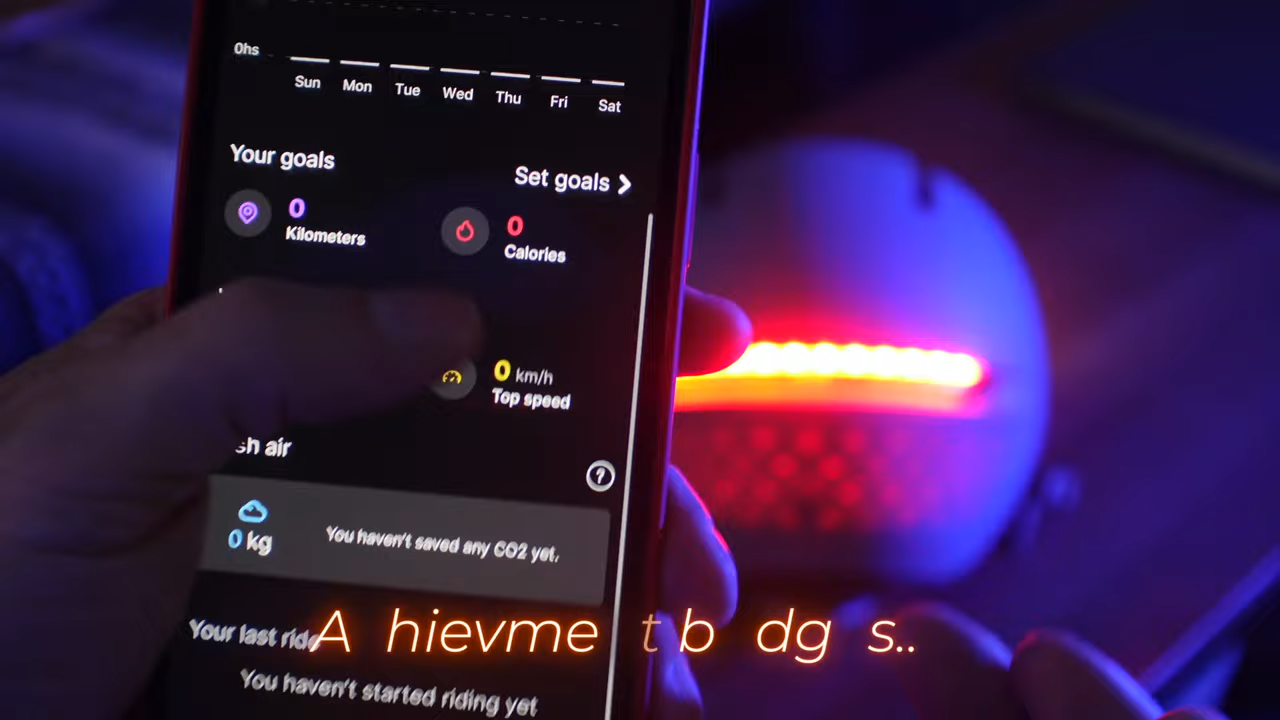 0hs
Sun Mon Tue Wed Thu Fri Sat
Your goals
Set goals
0
Kilometers
0
Calories
0 km/h
Top speed
sh air
?
0 kg
You haven't saved any CO2 yet.
Your last ride
A hievme t b dg s..
You haven't started riding yet